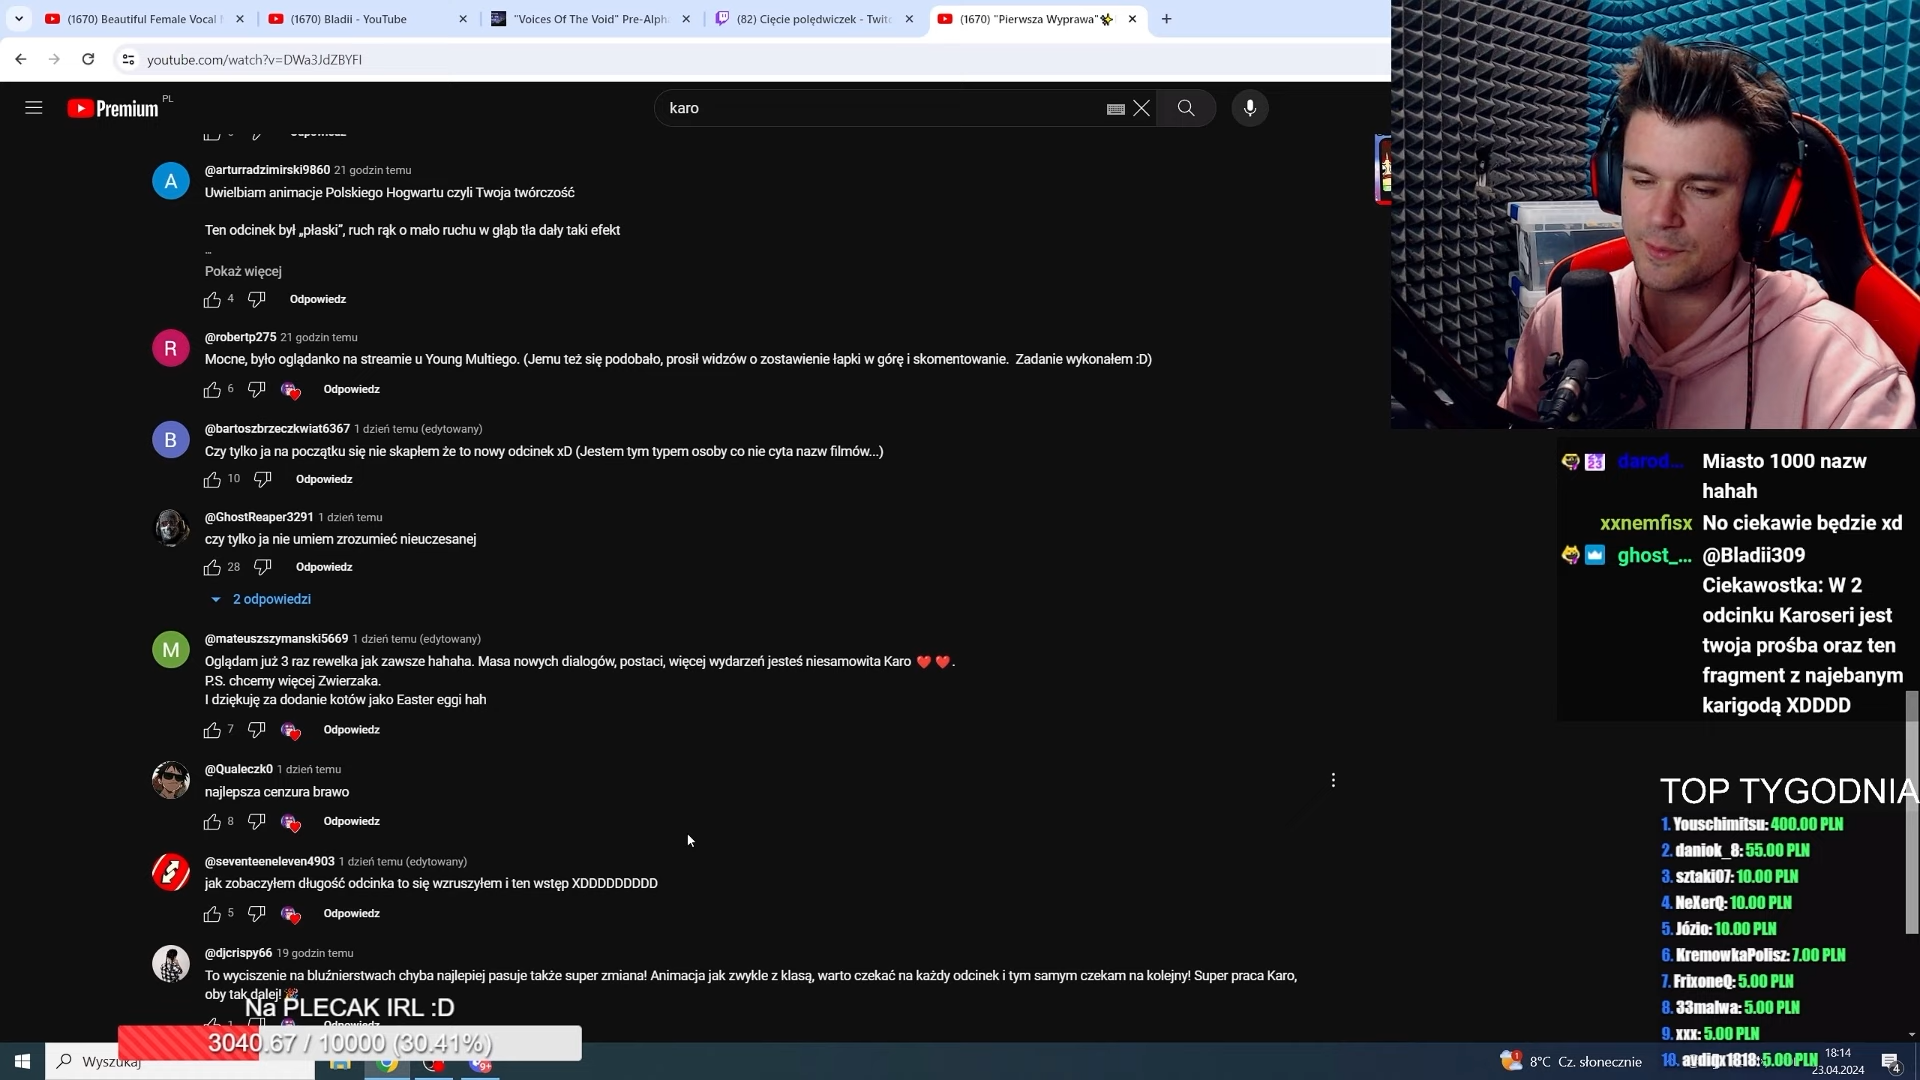 (1670) Beautiful Female Vocal
(1670) Bladii - YouTube
"Voices Of The Void" Pre-Alph
(82) Cięcie polędwiczek - Twitc
(1670) "Pierwsza Wyprawa"
youtube.com/watch?v=DWa3JdZBYFI
Premium PL
karo
Odpowiedz
A
@arturradzimirski9860 21 godzin temu
Uwielbiam animacje Polskiego Hogwartu czyli Twoja twórczość
Ten odcinek był „płaski”, ruch rąk o mało ruchu w głąb tła dały taki efekt
...
Pokaż więcej
4 Odpowiedz
R
@robertp275 21 godzin temu
Mocne, było oglądanko na streamie u Young Multiego. (Jemu też się podobało, prosił widzów o zostawienie łapki w górę i skomentowanie. Zadanie wykonałem :D)
6 Odpowiedz
B
@bartoszbrzeczkwiat6367 1 dzień temu (edytowany)
Czy tylko ja na początku się nie skapłem że to nowy odcinek xD (Jestem tym typem osoby co nie cyta nazw filmów...)
10 Odpowiedz
@GhostReaper3291 1 dzień temu
czy tylko ja nie umiem zrozumieć nieuczesanej
28 Odpowiedz
2 odpowiedzi
M
@mateuszszymanski5669 1 dzień temu (edytowany)
Oglądam już 3 raz rewelka jak zawsze hahaha. Masa nowych dialogów, postaci, więcej wydarzeń jesteś niesamowita Karo ❤️ ❤️.
P.S. chcemy więcej Zwierzaka.
I dziękuję za dodanie kotów jako Easter eggi hah
7 Odpowiedz
@Qualeczk0 1 dzień temu
najlepsza cenzura brawo
8 Odpowiedz
@seventeeneleven4903 1 dzień temu (edytowany)
jak zobaczyłem długość odcinka to się wzruszyłem i ten wstęp XDDDDDDDDD
5 Odpowiedz
@djcrispy66 19 godzin temu
To wyciszenie na bluźnierstwach chyba najlepiej pasuje także super zmiana! Animacja jak zwykle z klasą, warto czekać na każdy odcinek i tym samym czekam na kolejny! Super praca Karo,
oby tak dalej! 🎉
1 Odpowiedz
Na PLECAK IRL :D
3040.67 / 10000 (30.41%)
darod... Miasto 1000 nazw
hahah
xxnemfisx No ciekawie będzie xd
ghost_... @Bladii309
Ciekawostka: W 2
odcinku Karoseri jest
twoja prośba oraz ten
fragment z najebanym
karigodą XDDDD
TOP TYGODNIA
1. Youschimitsu: 400.00 PLN
2. daniok_8: 55.00 PLN
3. sztaki07: 10.00 PLN
4. NeXerQ: 10.00 PLN
5. Józio: 10.00 PLN
6. KremowkaPolisz: 7.00 PLN
7. FrixoneQ: 5.00 PLN
8. 33malwa: 5.00 PLN
9. xxx: 5.00 PLN
10. avdijx1818: 5.00 PLN
Wyszukaj
9+
1
8°C Cz. słonecznie
18:14
23.04.2024
4